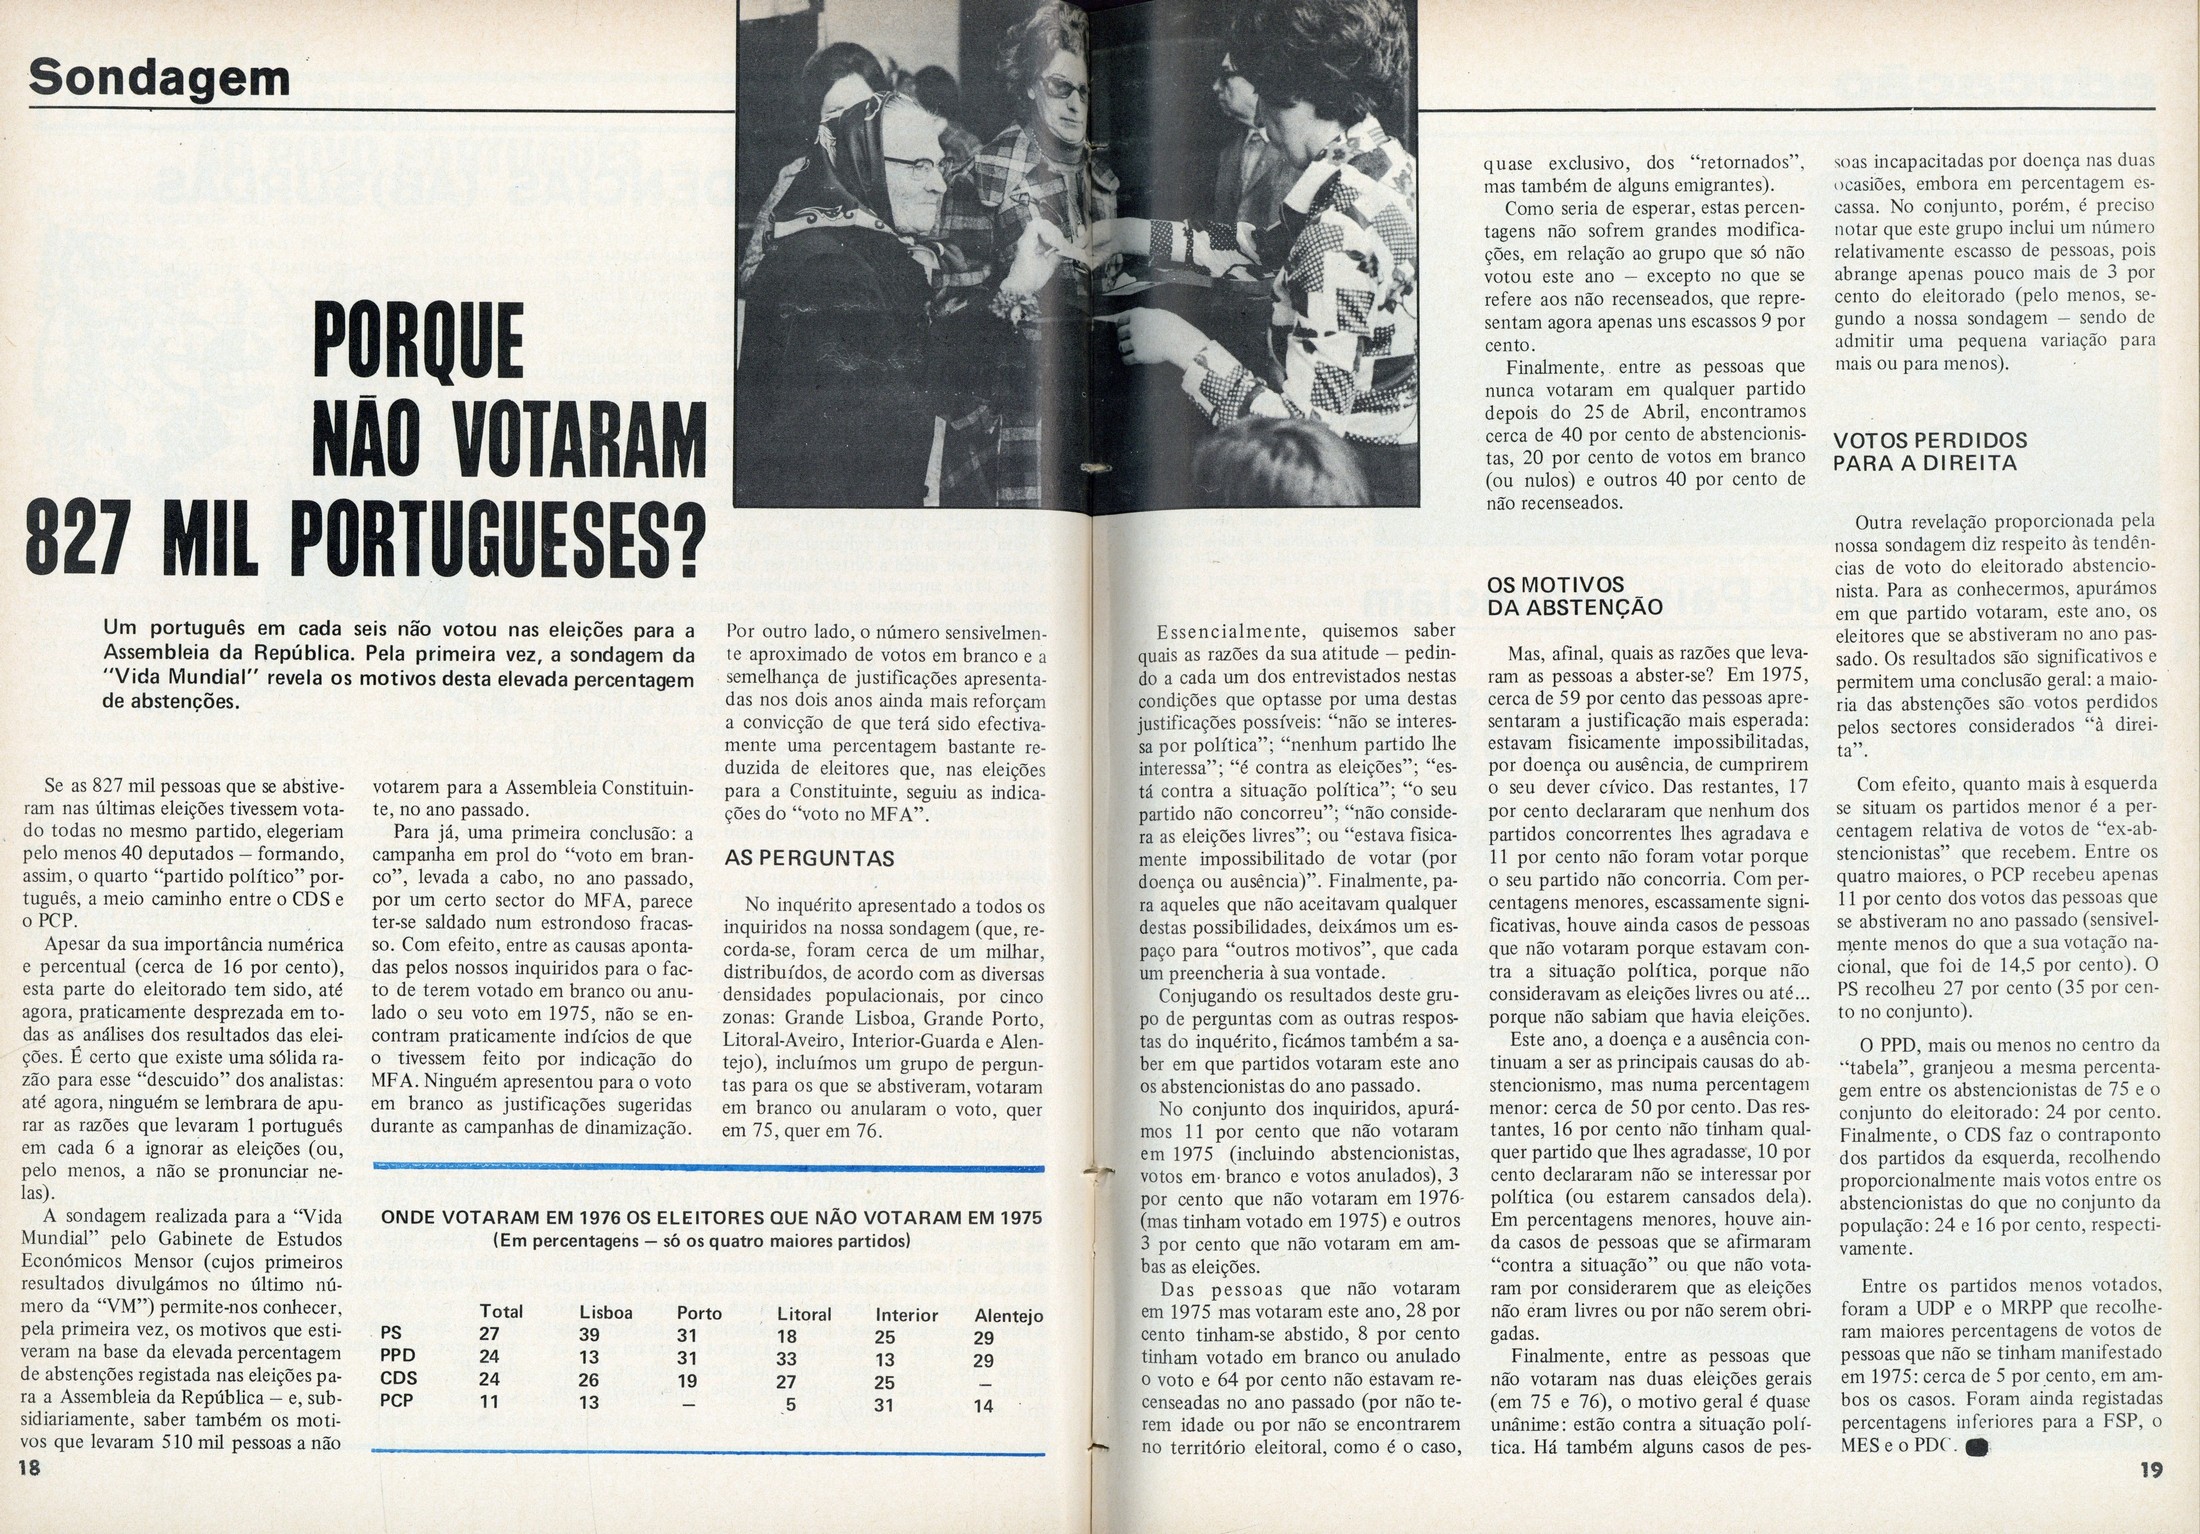 Sondagem
PORQUE
NÃO VOTARAM
827 MIL PORTUGUESES?
Um português em cada seis não votou nas eleições para a
Assembleia da República. Pela primeira vez, a sondagem da
"Vida Mundial" revela os motivos desta elevada percentagem
de abstenções.
Se as 827 mil pessoas que se abstive-
ram nas últimas eleições tivessem vota-
do todas no mesmo partido, elegeriam
pelo menos 40 deputados — formando,
assim, o quarto "partido político" por-
tuguês, a meio caminho entre o CDS e
o PCP.
Apesar da sua importância numérica
e percentual (cerca de 16 por cento),
esta parte do eleitorado tem sido, até
agora, praticamente desprezada em to-
das as análises dos resultados das elei-
ções. É certo que existe uma sólida ra-
zão para esse "descuido" dos analistas:
até agora, ninguém se lembrara de apu-
rar as razões que levaram 1 português
em cada 6 a ignorar as eleições (ou,
pelo menos, a não se pronunciar ne-
las).
A sondagem realizada para a "Vida
Mundial" pelo Gabinete de Estudos
Económicos Mensor (cujos primeiros
resultados divulgámos no último nú-
mero da "VM") permite-nos conhecer,
pela primeira vez, os motivos que esti-
veram na base da elevada percentagem
de abstenções registada nas eleições pa-
ra a Assembleia da República — e, sub-
sidiariamente, saber também os moti-
vos que levaram 510 mil pessoas a não
votarem para a Assembleia Constituin-
te, no ano passado.
Para já, uma primeira conclusão: a
campanha em prol do "voto em bran-
co", levada a cabo, no ano passado,
por um certo sector do MFA, parece
ter-se saldado num estrondoso fracas-
so. Com efeito, entre as causas aponta-
das pelos nossos inquiridos para o fac-
to de terem votado em branco ou anu-
lado o seu voto em 1975, não se en-
contram praticamente indícios de que
o tivessem feito por indicação do
MFA. Ninguém apresentou para o voto
em branco as justificações sugeridas
durante as campanhas de dinamização.
Por outro lado, o número sensivelmen-
te aproximado de votos em branco e a
semelhança de justificações apresenta-
das nos dois anos ainda mais reforçam
a convicção de que terá sido efectiva-
mente uma percentagem bastante re-
duzida de eleitores que, nas eleições
para a Constituinte, seguiu as indica-
ções do "voto no MFA".
AS PERGUNTAS
No inquérito apresentado a todos os
inquiridos na nossa sondagem (que, re-
corda-se, foram cerca de um milhar,
distribuídos, de acordo com as diversas
densidades populacionais, por cinco
zonas: Grande Lisboa, Grande Porto,
Litoral-Aveiro, Interior-Guarda e Alen-
tejo), incluímos um grupo de pergun-
tas para os que se abstiveram, votaram
em branco ou anularam o voto, quer
em 75, quer em 76.
ONDE VOTARAM EM 1976 OS ELEITORES QUE NÃO VOTARAM EM 1975
(Em percentagens — só os quatro maiores partidos)
Total Lisboa Porto Litoral Interior Alentejo
PS 27 39 31 18 25 29
PPD 24 13 31 33 13 29
CDS 24 26 19 27 25 —
PCP 11 13 — 5 31 14
18
Essencialmente, quisemos saber
quais as razões da sua atitude — pedin-
do a cada um dos entrevistados nestas
condições que optasse por uma destas
justificações possíveis: "não se interes-
sa por política"; "nenhum partido lhe
interessa"; "é contra as eleições"; "es-
tá contra a situação política"; "o seu
partido não concorreu"; "não conside-
ra as eleições livres"; ou "estava fisica-
mente impossibilitado de votar (por
doença ou ausência)". Finalmente, pa-
ra aqueles que não aceitavam qualquer
destas possibilidades, deixámos um es-
paço para "outros motivos", que cada
um preencheria à sua vontade.
Conjugando os resultados deste gru-
po de perguntas com as outras respos-
tas do inquérito, ficámos também a sa-
ber em que partidos votaram este ano
os abstencionistas do ano passado.
No conjunto dos inquiridos, apurá-
mos 11 por cento que não votaram
em 1975 (incluindo abstencionistas,
votos em branco e votos anulados), 3
por cento que não votaram em 1976
(mas tinham votado em 1975) e outros
3 por cento que não votaram em am-
bas as eleições.
Das pessoas que não votaram
em 1975 mas votaram este ano, 28 por
cento tinham-se abstido, 8 por cento
tinham votado em branco ou anulado
o voto e 64 por cento não estavam re-
censeadas no ano passado (por não te-
rem idade ou por não se encontrarem
no território eleitoral, como é o caso,
quase exclusivo, dos "retornados",
mas também de alguns emigrantes).
Como seria de esperar, estas percen-
tagens não sofrem grandes modifica-
ções, em relação ao grupo que só não
votou este ano — excepto no que se
refere aos não recenseados, que repre-
sentam agora apenas uns escassos 9 por
cento.
Finalmente, entre as pessoas que
nunca votaram em qualquer partido
depois do 25 de Abril, encontramos
cerca de 40 por cento de abstencionis-
tas, 20 por cento de votos em branco
(ou nulos) e outros 40 por cento de
não recenseados.
OS MOTIVOS
DA ABSTENÇÃO
Mas, afinal, quais as razões que leva-
ram as pessoas a abster-se? Em 1975,
cerca de 59 por cento das pessoas apre-
sentaram a justificação mais esperada:
estavam fisicamente impossibilitadas,
por doença ou ausência, de cumprirem
o seu dever cívico. Das restantes, 17
por cento declararam que nenhum dos
partidos concorrentes lhes agradava e
11 por cento não foram votar porque
o seu partido não concorria. Com per-
centagens menores, escassamente signi-
ficativas, houve ainda casos de pessoas
que não votaram porque estavam con-
tra a situação política, porque não
consideravam as eleições livres ou até...
porque não sabiam que havia eleições.
Este ano, a doença e a ausência con-
tinuam a ser as principais causas do ab-
stencionismo, mas numa percentagem
menor: cerca de 50 por cento. Das res-
tantes, 16 por cento não tinham qual-
quer partido que lhes agradasse, 10 por
cento declararam não se interessar por
política (ou estarem cansados dela).
Em percentagens menores, houve ain-
da casos de pessoas que se afirmaram
"contra a situação" ou que não vota-
ram por considerarem que as eleições
não eram livres ou por não serem obri-
gadas.
Finalmente, entre as pessoas que
não votaram nas duas eleições gerais
(em 75 e 76), o motivo geral é quase
unânime: estão contra a situação polí-
tica. Há também alguns casos de pes-
soas incapacitadas por doença nas duas
ocasiões, embora em percentagem es-
cassa. No conjunto, porém, é preciso
notar que este grupo inclui um número
relativamente escasso de pessoas, pois
abrange apenas pouco mais de 3 por
cento do eleitorado (pelo menos, se-
gundo a nossa sondagem — sendo de
admitir uma pequena variação para
mais ou para menos).
VOTOS PERDIDOS
PARA A DIREITA
Outra revelação proporcionada pela
nossa sondagem diz respeito às tendên-
cias de voto do eleitorado abstencio-
nista. Para as conhecermos, apurámos
em que partido votaram, este ano, os
eleitores que se abstiveram no ano pas-
sado. Os resultados são significativos e
permitem uma conclusão geral: a maio-
ria das abstenções são votos perdidos
pelos sectores considerados "à direi-
ta".
Com efeito, quanto mais à esquerda
se situam os partidos menor é a per-
centagem relativa de votos de "ex-ab-
stencionistas" que recebem. Entre os
quatro maiores, o PCP recebeu apenas
11 por cento dos votos das pessoas que
se abstiveram no ano passado (sensivel-
mente menos do que a sua votação na-
cional, que foi de 14,5 por cento). O
PS recolheu 27 por cento (35 por cen-
to no conjunto).
O PPD, mais ou menos no centro da
"tabela", granjeou a mesma percenta-
gem entre os abstencionistas de 75 e o
conjunto do eleitorado: 24 por cento.
Finalmente, o CDS faz o contraponto
dos partidos da esquerda, recolhendo
proporcionalmente mais votos entre os
abstencionistas do que no conjunto da
população: 24 e 16 por cento, respecti-
vamente.
Entre os partidos menos votados,
foram a UDP e o MRPP que recolhe-
ram maiores percentagens de votos de
pessoas que não se tinham manifestado
em 1975: cerca de 5 por cento, em am-
bos os casos. Foram ainda registadas
percentagens inferiores para a FSP, o
MES e o PDC.
19